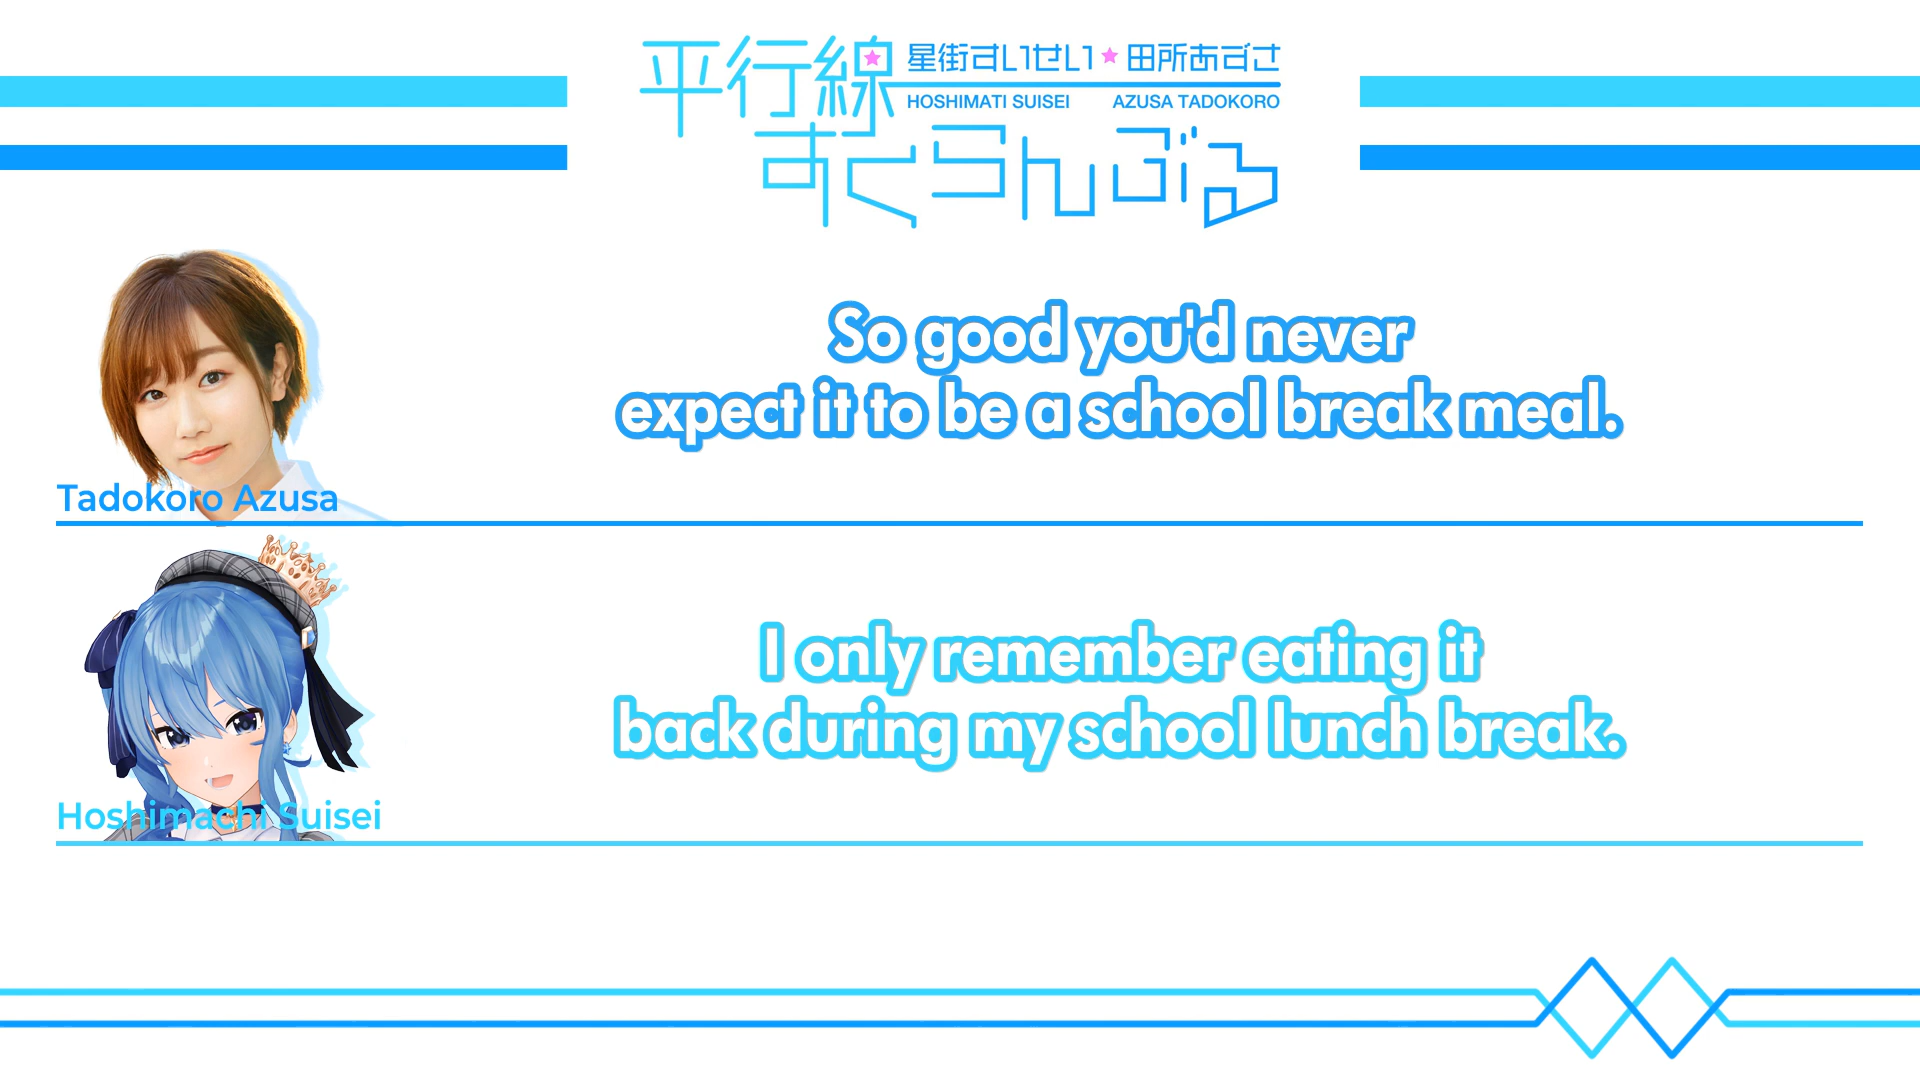 平行線
星街すいせい★田所あずさ
HOSHIMATI SUISEI AZUSA TADOKORO
すくらんぶる
So good you'd never
expect it to be a school break meal.
Tadokoro Azusa
I only remember eating it
back during my school lunch break.
Hoshimachi Suisei